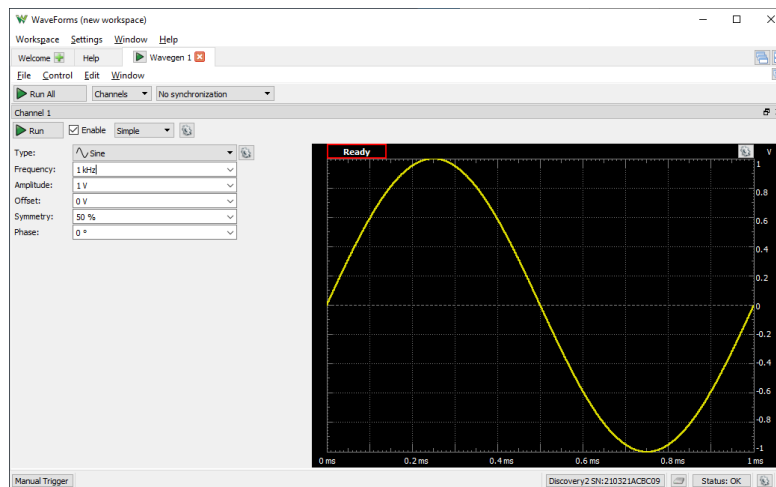 WaveForms (new workspace)
Workspace Settings Window Help
Welcome Help Wavegen 1
File Control Edit Window
Run All Channels No synchronization
Channel 1
Run Enable Simple
Type: Sine
Frequency: 1 kHz
Amplitude: 1 V
Offset: 0 V
Symmetry: 50 %
Phase: 0 °
Ready V
1
0.8
0.6
0.4
0.2
0
-0.2
-0.4
-0.6
-0.8
-1
0 ms 0.2 ms 0.4 ms 0.6 ms 0.8 ms 1 ms
Manual Trigger Discovery2 SN:210321ACBC09 Status: OK